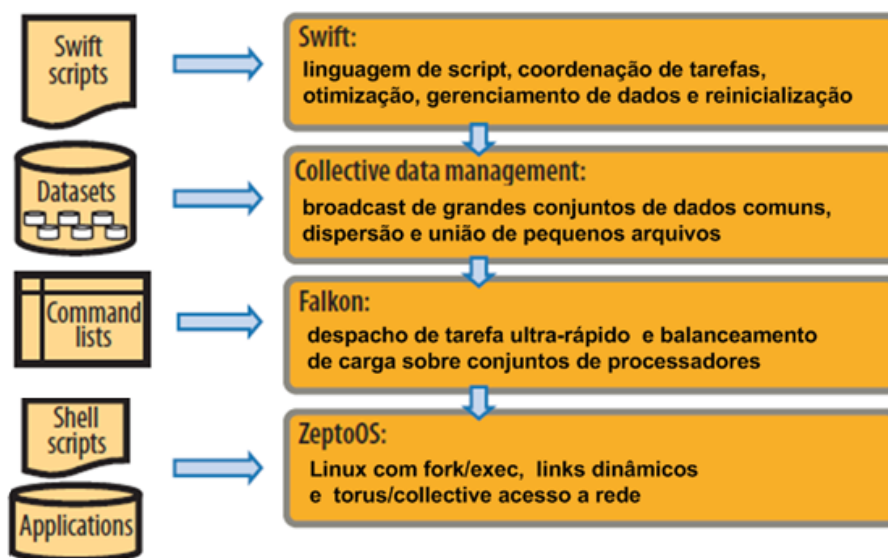 Swift
scripts
Swift:
linguagem de script, coordenação de tarefas,
otimização, gerenciamento de dados e reinicialização
Datasets
Collective data management:
broadcast de grandes conjuntos de dados comuns,
dispersão e união de pequenos arquivos
Command
lists
Falkon:
despacho de tarefa ultra-rápido e balanceamento
de carga sobre conjuntos de processadores
Shell
scripts
Applications
ZeptoOS:
Linux com fork/exec, links dinâmicos
e torus/collective acesso a rede